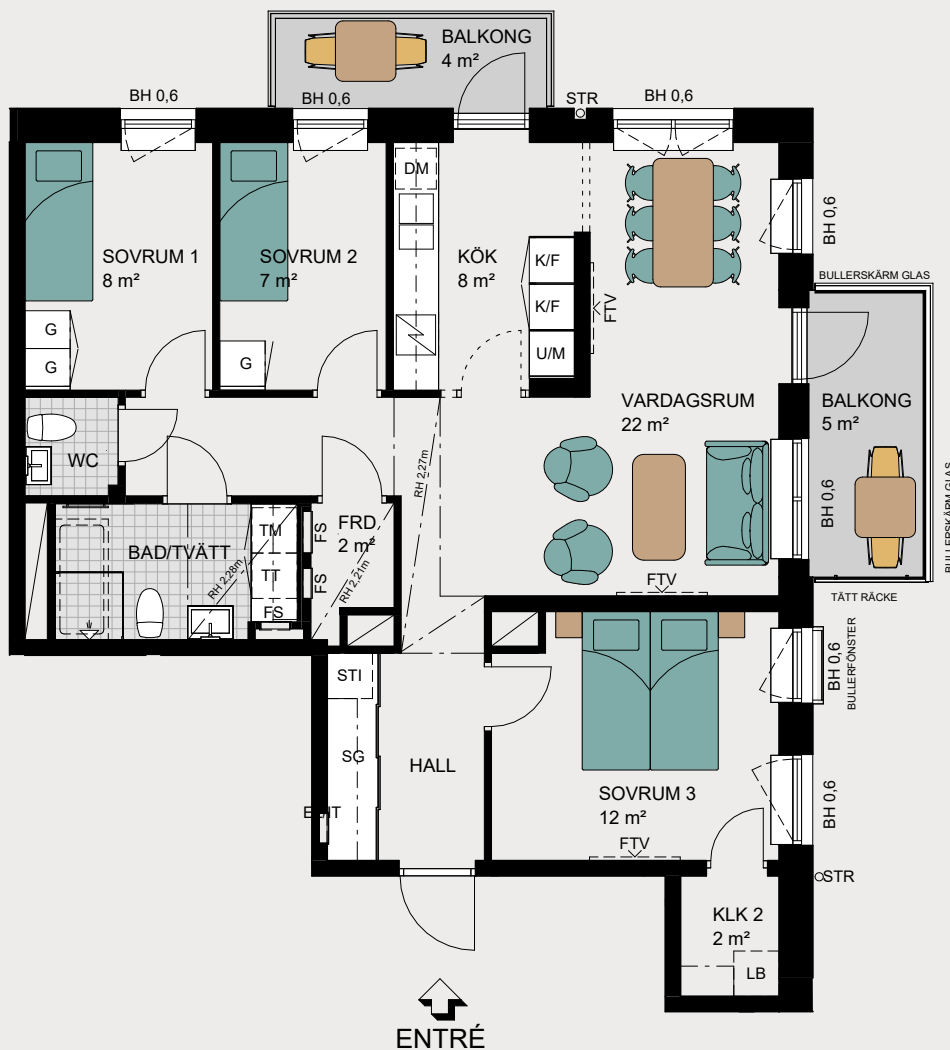 BALKONG
4 m²
BH 0,6
BH 0,6
STR
BH 0,6
DM
SOVRUM 1
8 m²
SOVRUM 2
7 m²
KÖK
8 m²
K/F
K/F
U/M
FTV
BH 0,6
BULLERSKÄRM GLAS
G
G
G
VARDAGSRUM
22 m²
BALKONG
5 m²
WC
RH 2,27m
BH 0,6
BULLERSKÄRM GLAS
BAD/TVÄTT
TM
TT
FS
FS
FS
FRD
2 m²
RH 2,28m
RH 2,21m
FTV
TÄTT RÄCKE
BH 0,6
BULLERFÖNSTER
STI
SG
HALL
SOVRUM 3
12 m²
BH 0,6
FTV
STR
KLK 2
2 m²
LB
ENTRÉ